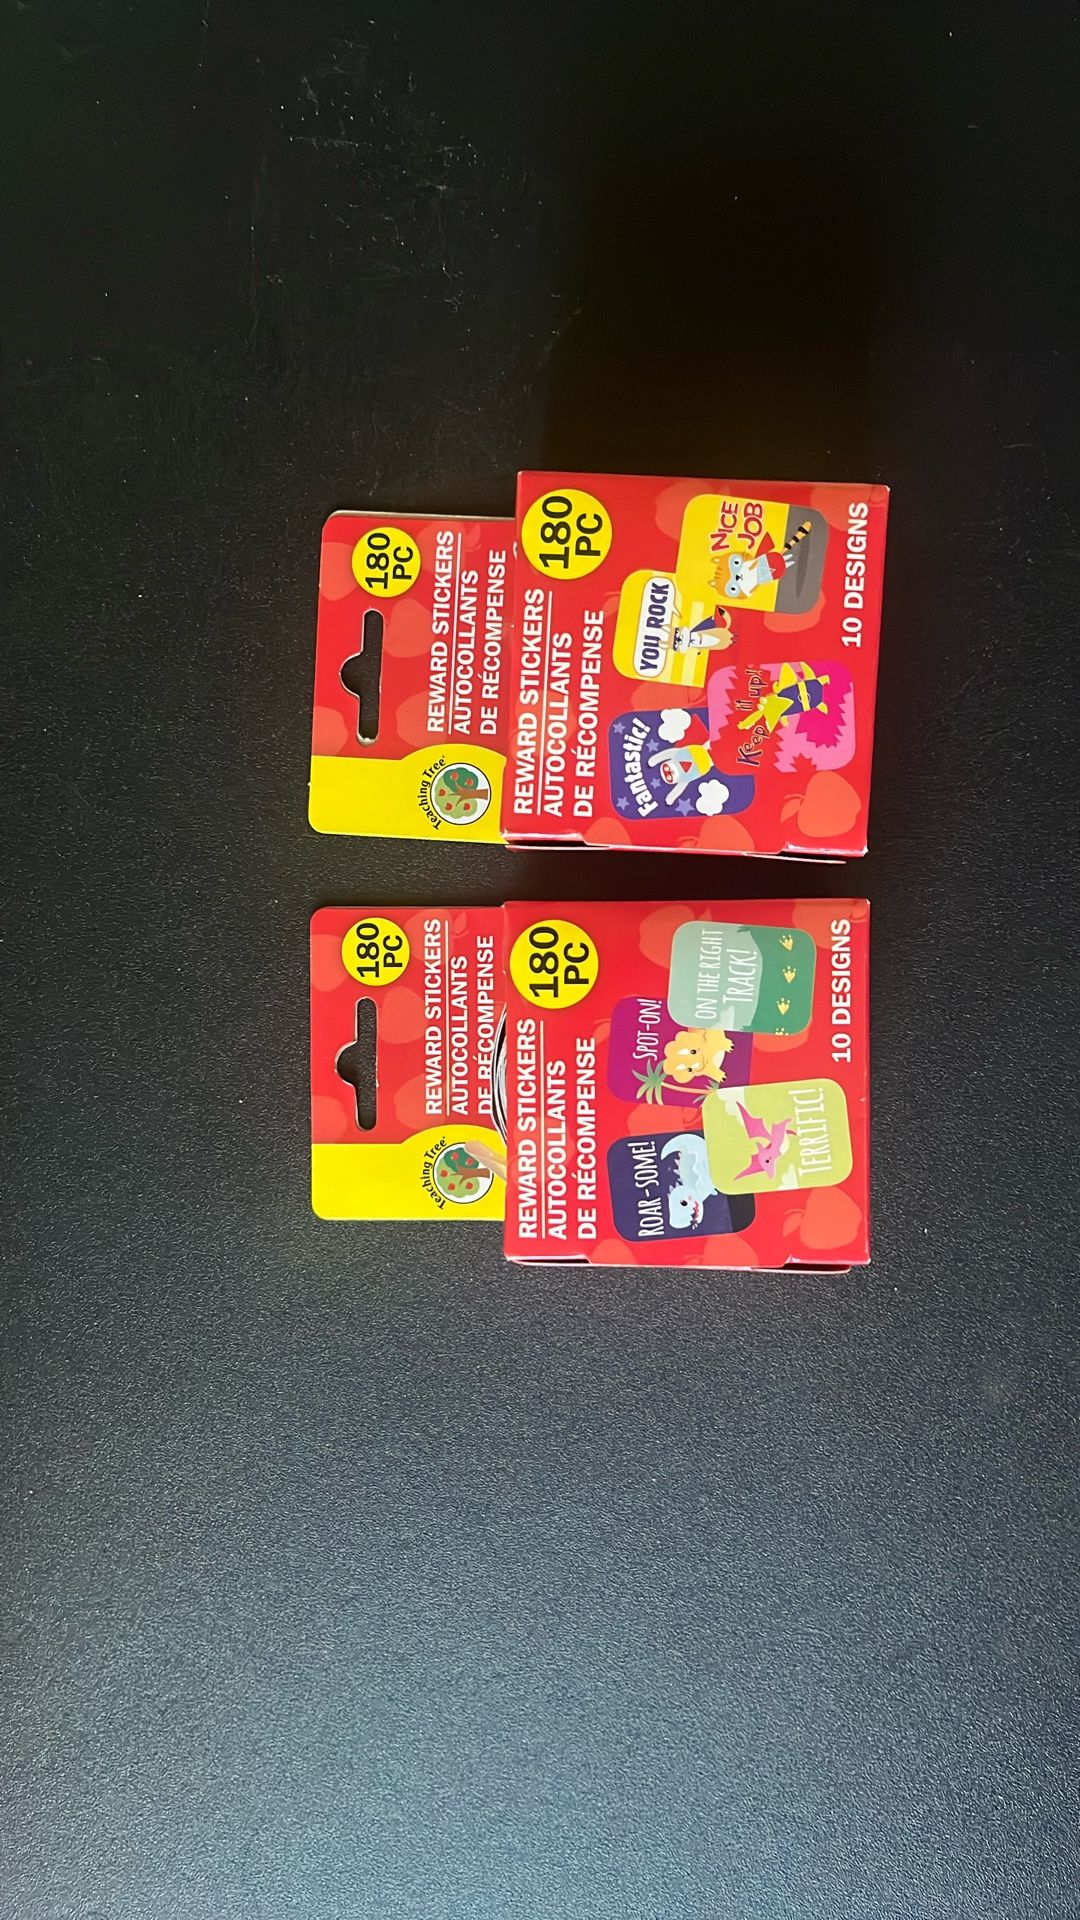 180
PC
REWARD STICKERS
AUTOCOLLANTS
DE RÉCOMPENSE
Teaching Tree
180
PC
REWARD STICKERS
AUTOCOLLANTS
DE RÉCOMPENSE
Fantastic!
YOU ROCK
Keep it up!
NICE
JOB
10 DESIGNS
180
PC
REWARD STICKERS
AUTOCOLLANTS
DE RÉCOMPENSE
Teaching Tree
180
PC
REWARD STICKERS
AUTOCOLLANTS
DE RÉCOMPENSE
ROAR-SOME!
SPOT-ON!
TERRIFIC!
ON THE RIGHT
TRACK!
10 DESIGNS